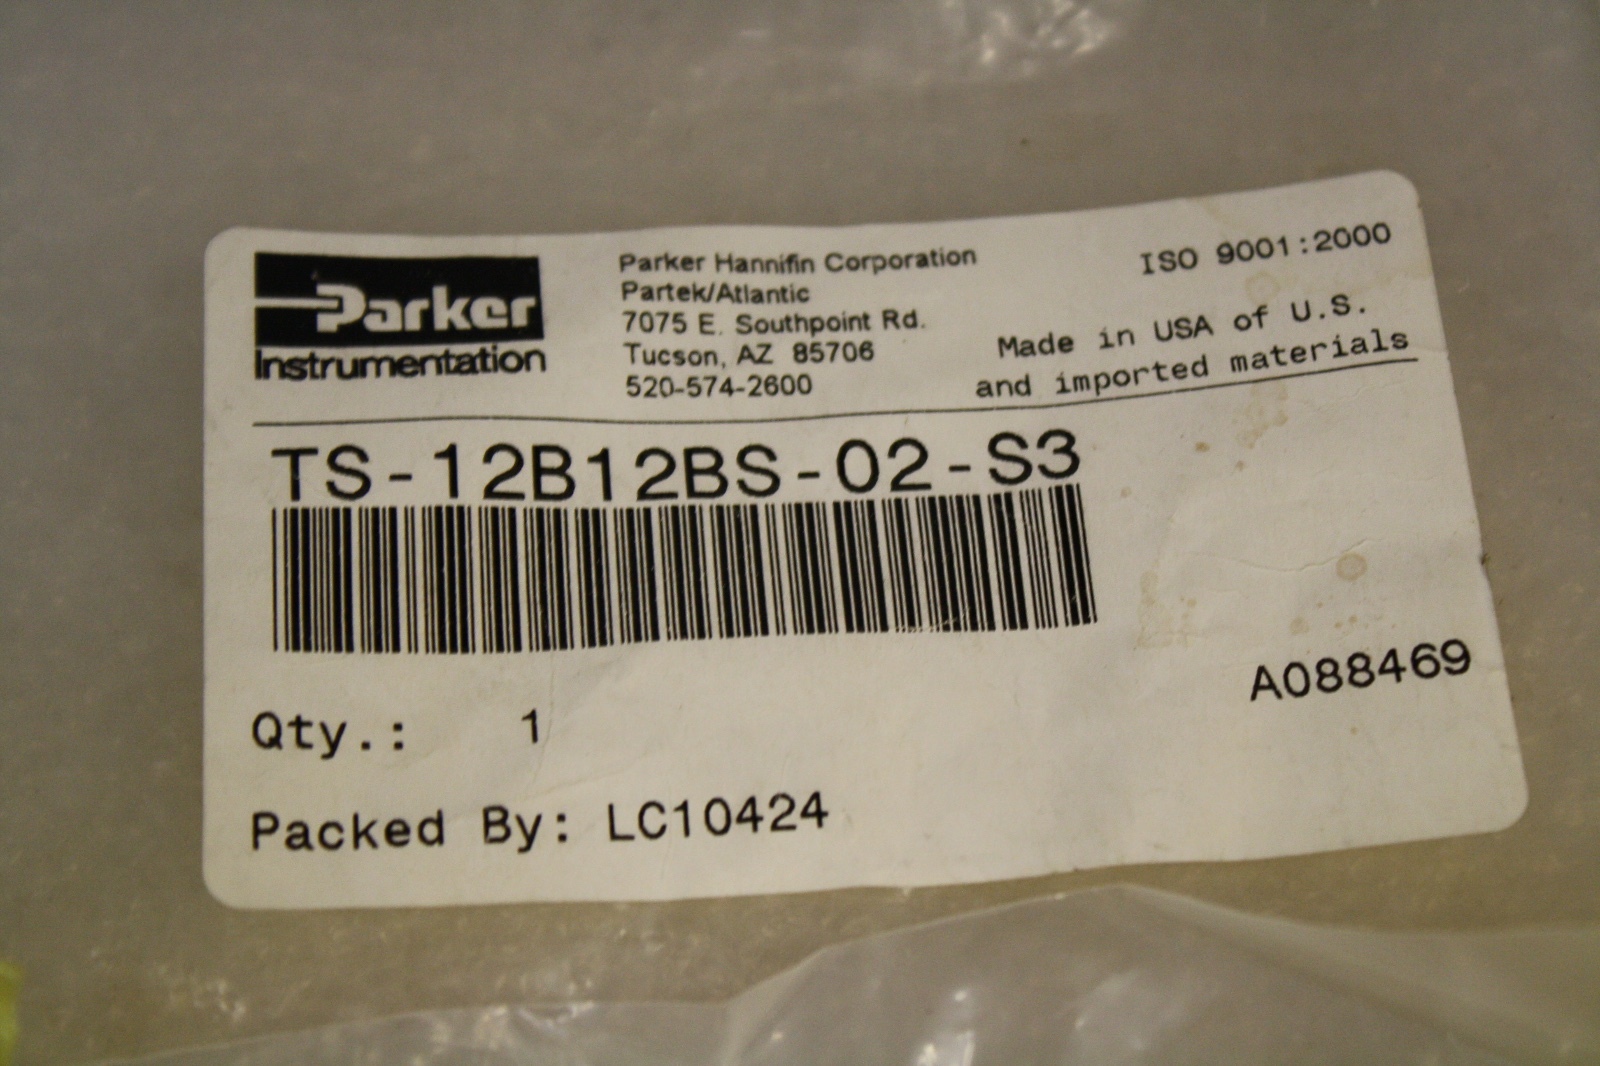 Parker
Instrumentation
Parker Hannifin Corporation
Partek/Atlantic
7075 E. Southpoint Rd.
Tucson, AZ 85706
520-574-2600
ISO 9001:2000
Made in USA of U.S.
and imported materials
TS-12B12BS-02-S3
A088469
Qty.: 1
Packed By: LC10424